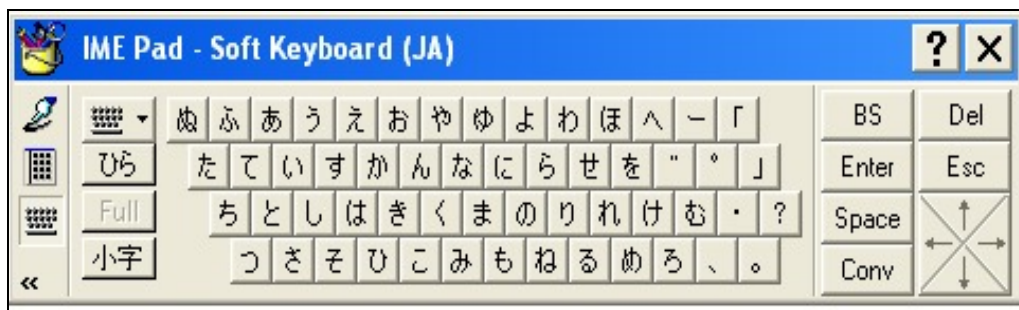 IME Pad - Soft Keyboard (JA) ? X
ぬ ふ あ う え お や ゆ よ わ ほ へ ー 「 BS Del
ひら た て い す か ん な に ら せ を ゛ ゜ 」 Enter Esc
Full ち と し は き く ま の り れ け む ・ ? Space
小字 つ さ そ ひ こ み も ね る め ろ 、 。 Conv
«